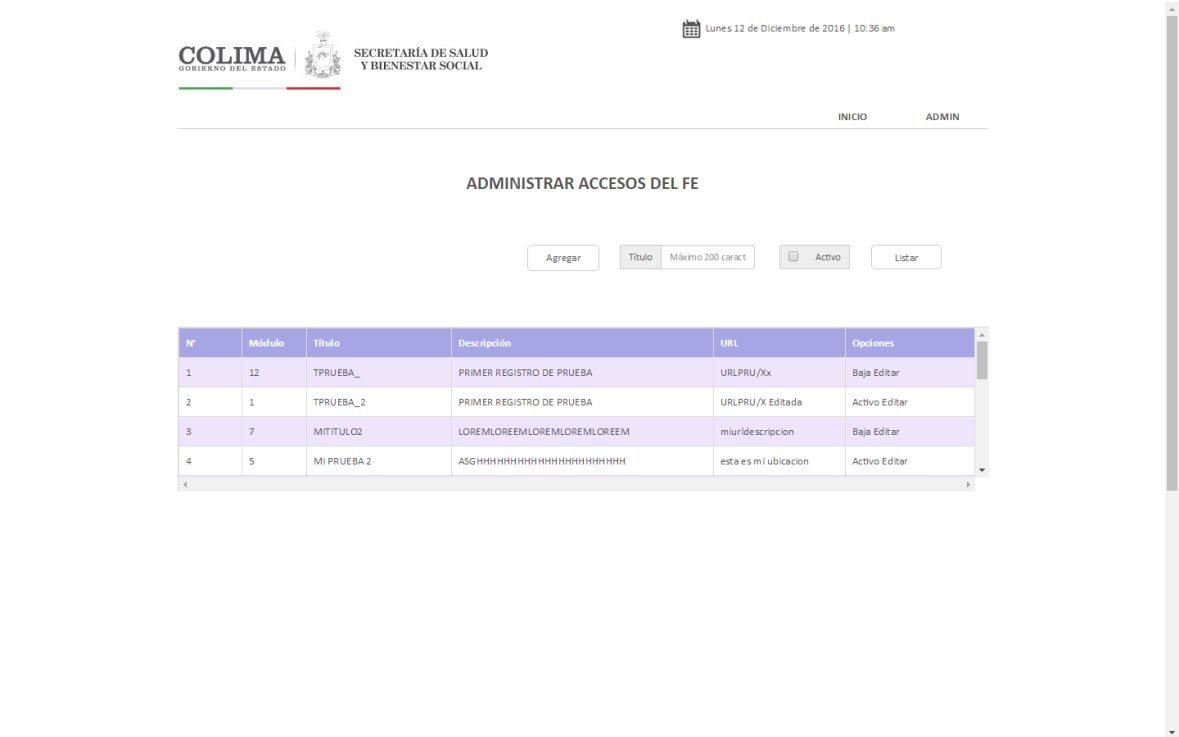 Lunes 12 de Diciembre de 2016 | 10:36 am
COLIMA
GOBIERNO DEL ESTADO
SECRETARÍA DE SALUD
Y BIENESTAR SOCIAL
INICIO ADMIN
ADMINISTRAR ACCESOS DEL FE
Agregar Título Máximo 200 caract Activo Listar
N° Módulo Título Descripción URL Opciones
1 12 TPRUEBA_ PRIMER REGISTRO DE PRUEBA URLPRU/Xx Baja Editar
2 1 TPRUEBA_2 PRIMER REGISTRO DE PRUEBA URLPRU/X Editada Activo Editar
3 7 MITITULO2 LOREMLOREEMLOREMLOREMLOREEM miurldescripcion Baja Editar
4 5 MI PRUEBA 2 ASGHHHHHHHHHHHHHHHHHHHHHH esta es mi ubicacion Activo Editar